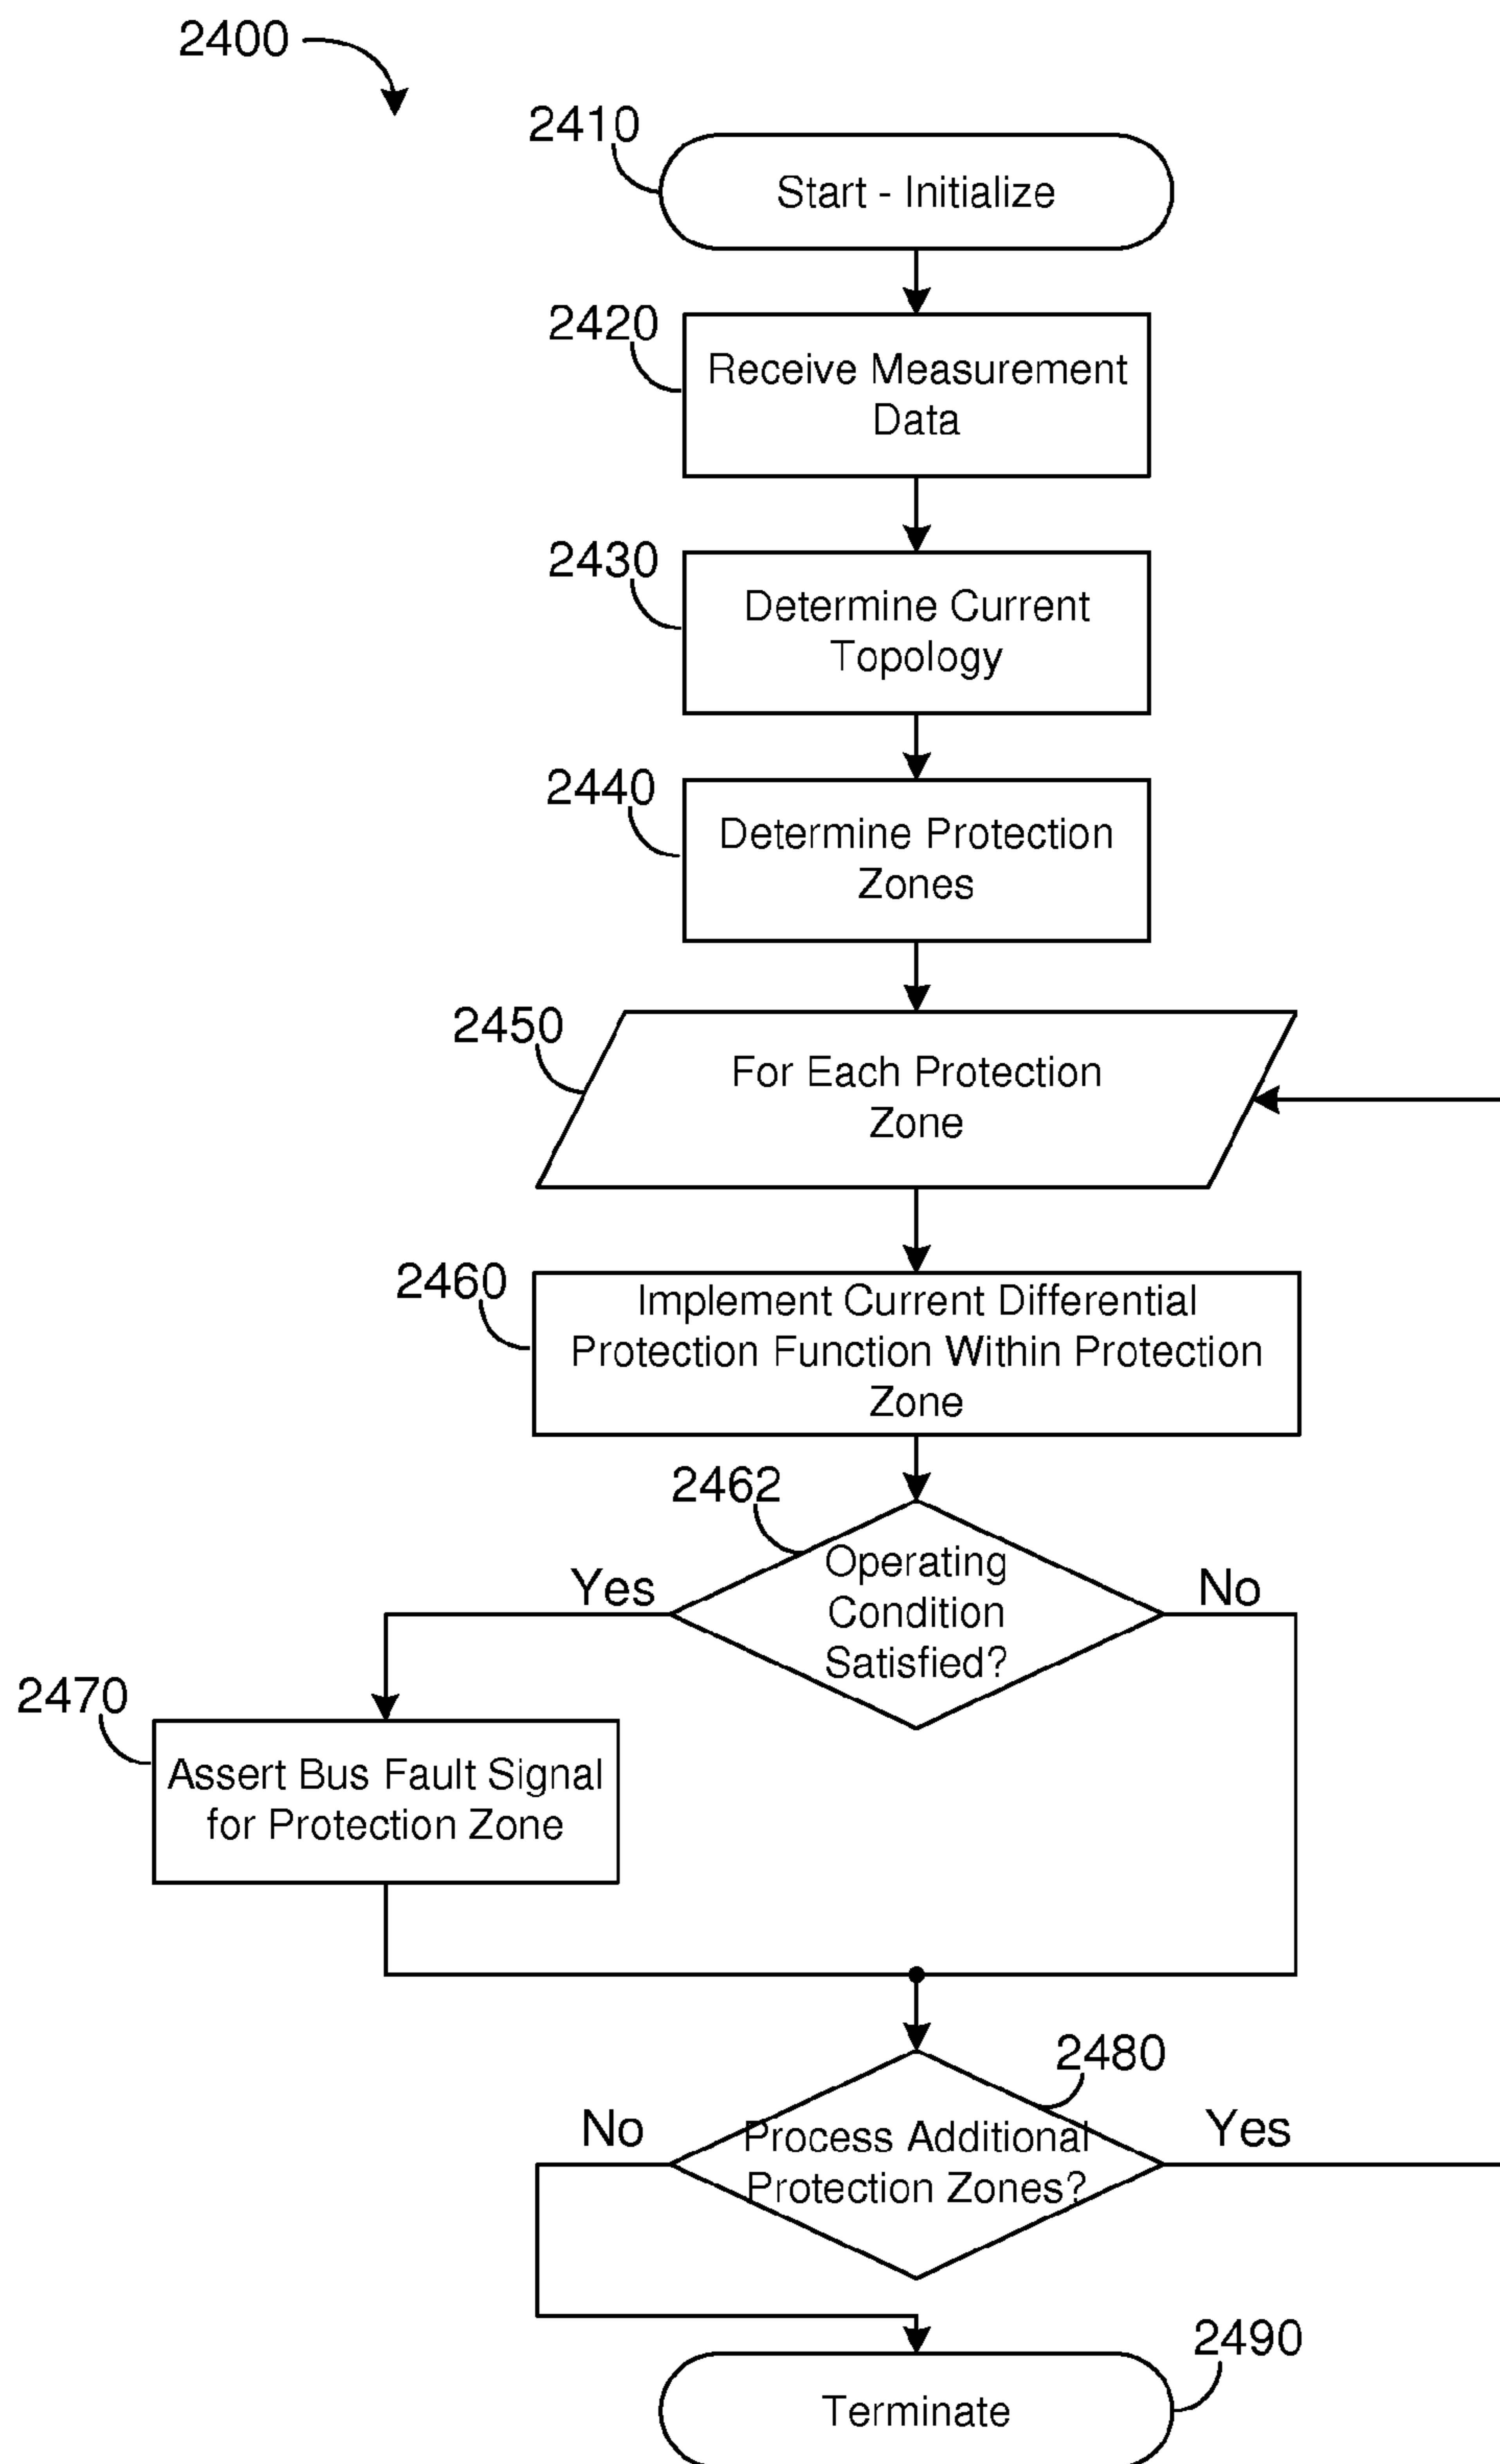 2400
2410
Start - Initialize
2420
Receive Measurement
Data
2430
Determine Current
Topology
2440
Determine Protection
Zones
2450
For Each Protection
Zone
2460
Implement Current Differential
Protection Function Within Protection
Zone
2462
Operating
Condition
Satisfied?
Yes
No
2470
Assert Bus Fault Signal
for Protection Zone
2480
No
Process Additional
Protection Zones?
Yes
2490
Terminate